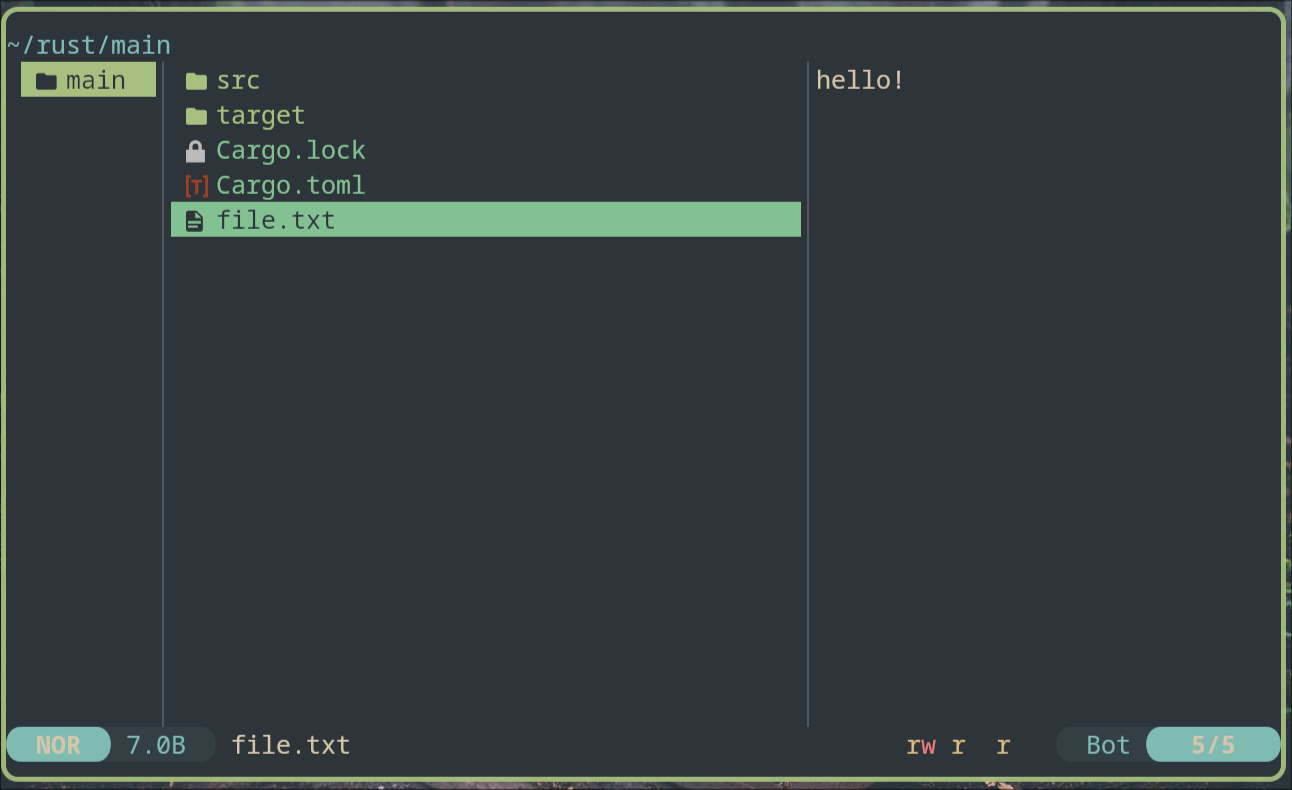 ~/rust/main
main
src
target
Cargo.lock
[T] Cargo.toml
file.txt
hello!
NOR 7.0B file.txt rw r r Bot 5/5